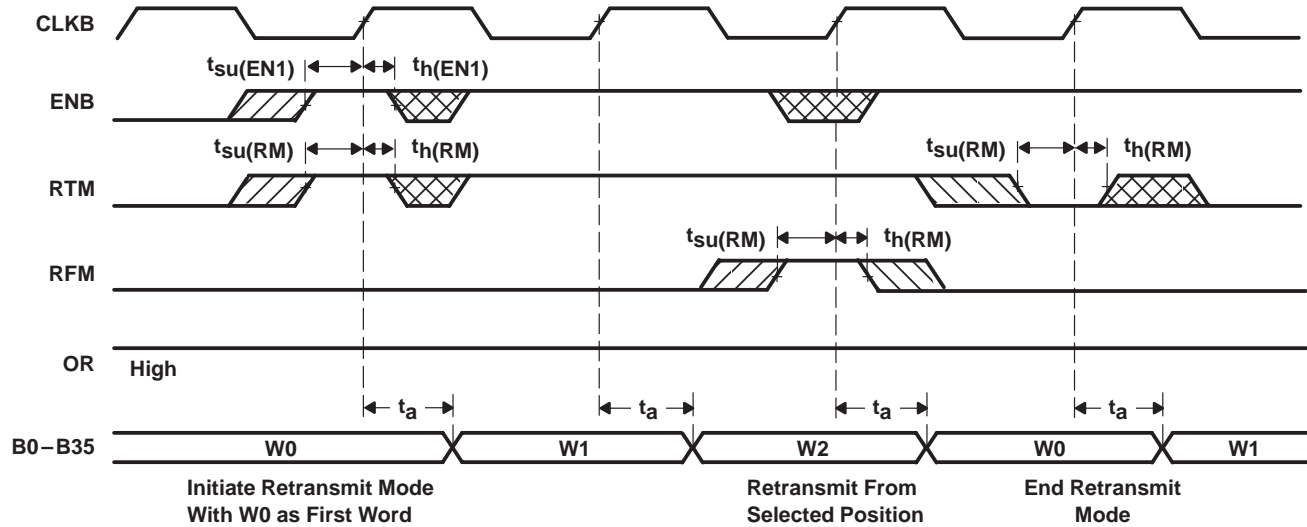 CLKB
tsu(EN1) th(EN1)
ENB
tsu(RM) th(RM) tsu(RM) th(RM)
RTM
tsu(RM) th(RM)
RFM
OR High
ta ta ta ta
B0–B35 W0 W1 W2 W0 W1
Initiate Retransmit Mode Retransmit From End Retransmit
With W0 as First Word Selected Position Mode